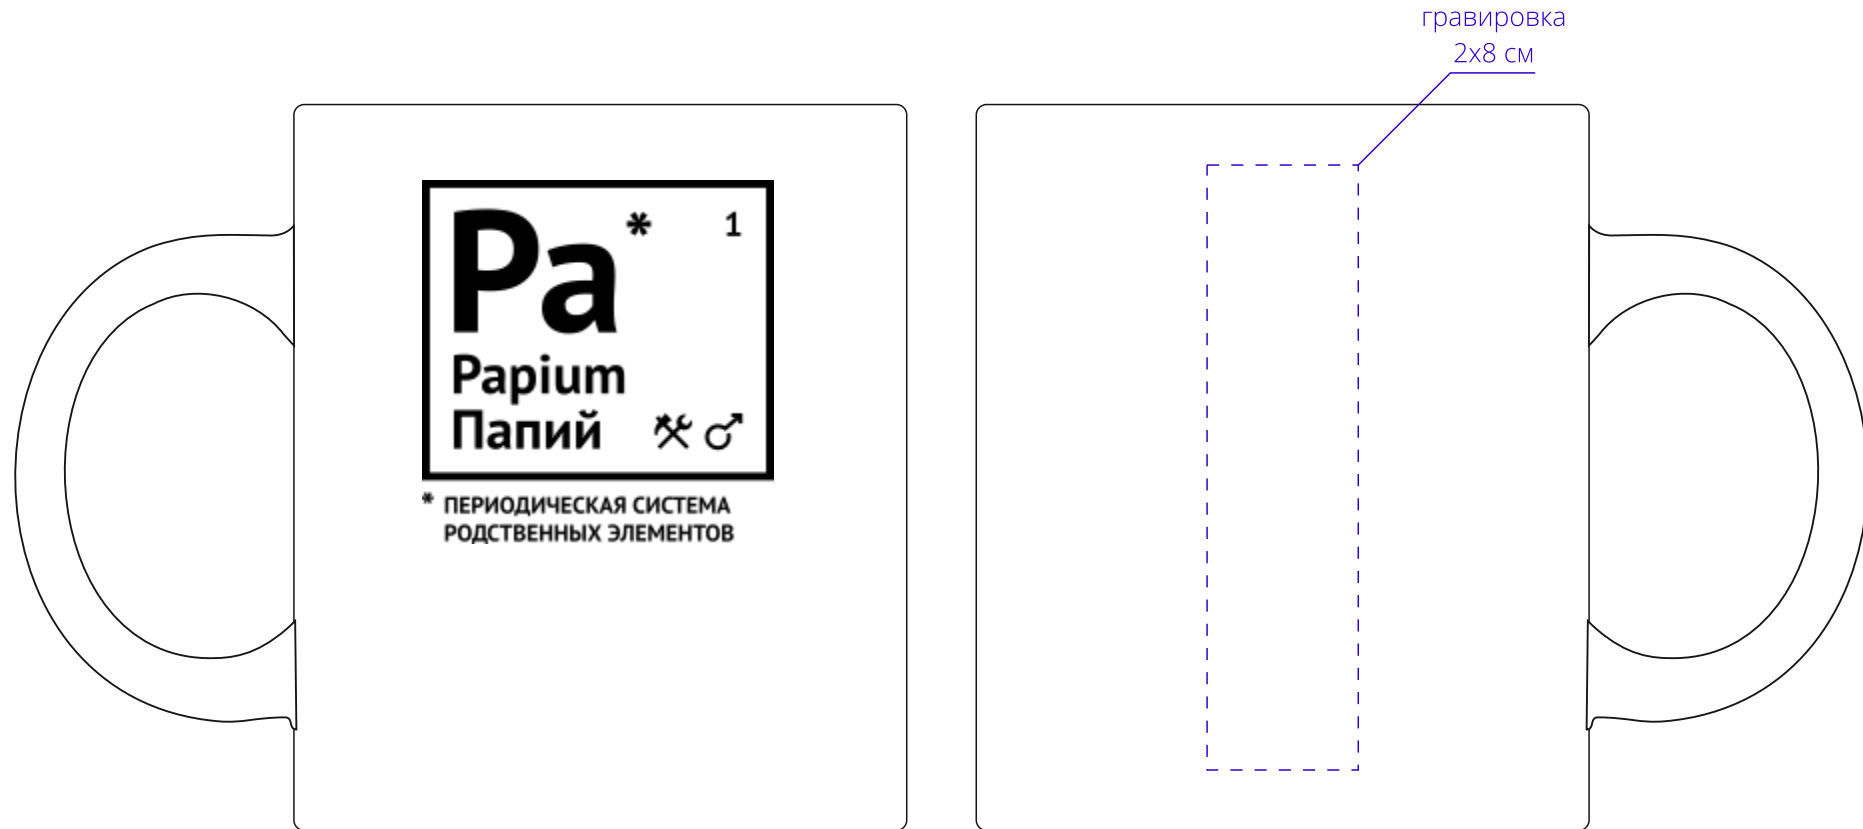 гравировка
2х8 см
Pa* 1
Papium
Папий
* ПЕРИОДИЧЕСКАЯ СИСТЕМА
РОДСТВЕННЫХ ЭЛЕМЕНТОВ